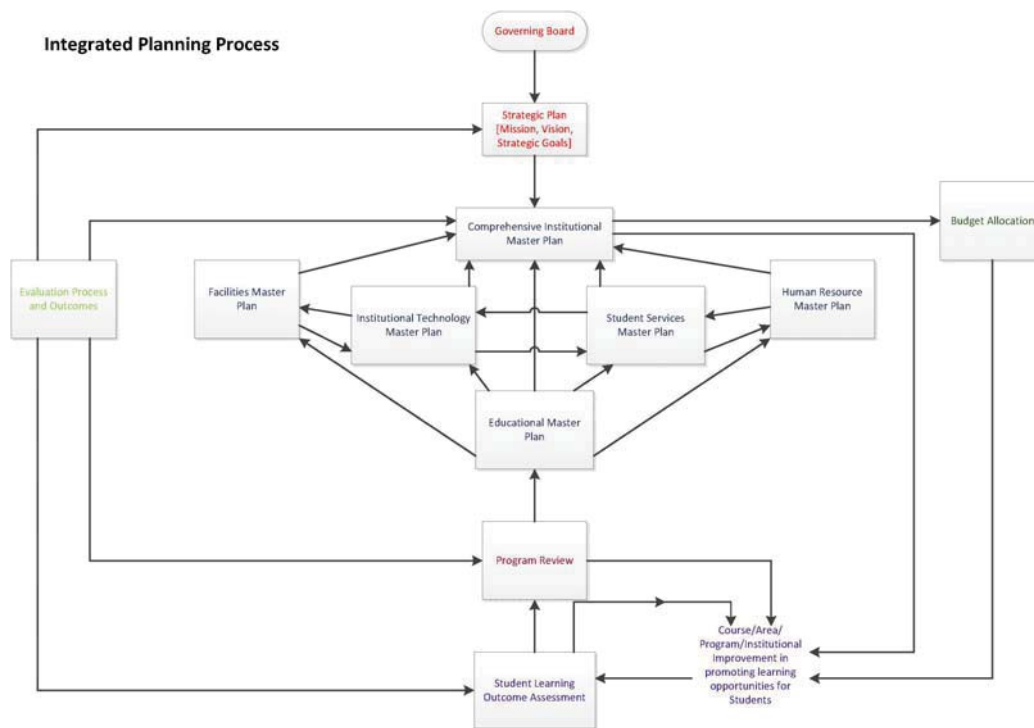 Integrated Planning Process
Governing Board
Strategic Plan
[Mission, Vision,
Strategic Goals]
Comprehensive Institutional
Master Plan
Budget Allocation
Evaluation Process
and Outcomes
Facilities Master
Plan
Institutional Technology
Master Plan
Student Services
Master Plan
Human Resource
Master Plan
Educational Master
Plan
Program Review
Student Learning
Outcome Assessment
Course/Area/
Program/Institutional
Improvement in
promoting learning
opportunities for
Students